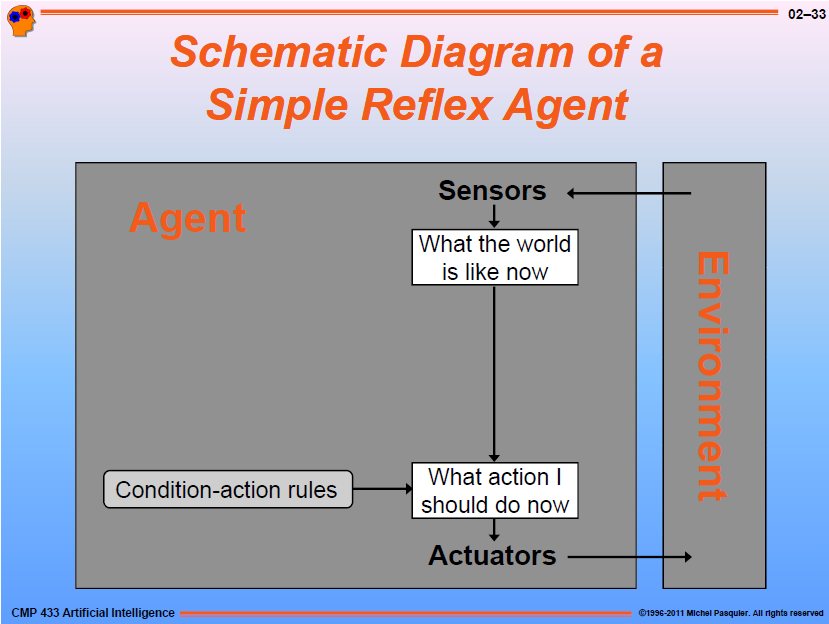 02–33
Schematic Diagram of a
Simple Reflex Agent
Agent
Sensors
What the world
is like now
Environment
Condition-action rules
What action I
should do now
Actuators
CMP 433 Artificial Intelligence
©1996-2011 Michel Pasquier. All rights reserved